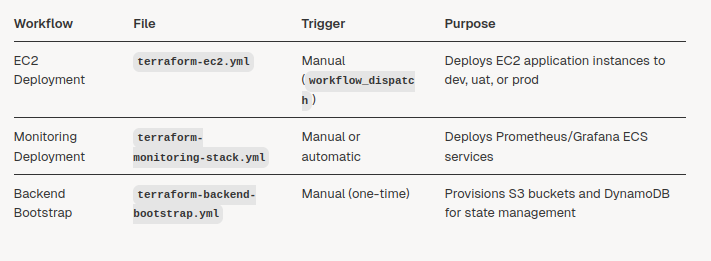 Workflow File Trigger Purpose
EC2 terraform-ec2.yml Manual Deploys EC2 application instances to
Deployment (workflow_dispatc dev, uat, or prod
h)
Monitoring terraform- Manual or Deploys Prometheus/Grafana ECS
Deployment monitoring-stack.yml automatic services
Backend terraform-backend- Manual (one-time) Provisions S3 buckets and DynamoDB
Bootstrap bootstrap.yml for state management